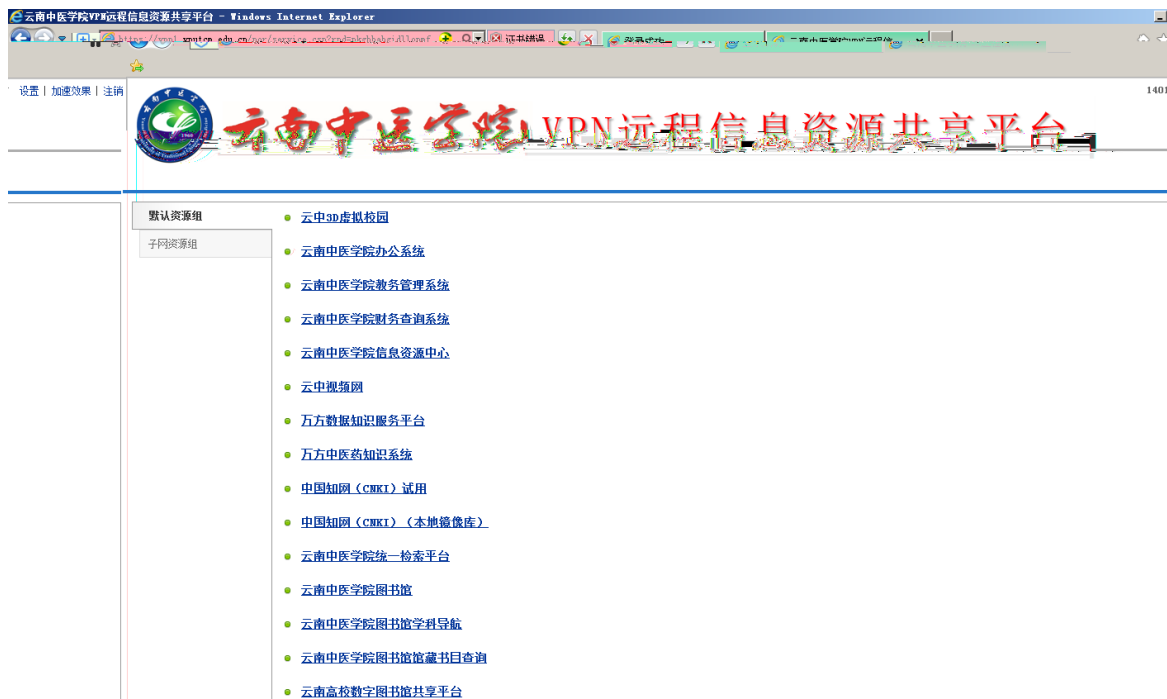 云南中医学院VPN远程信息资源共享平台 - Windows Internet Explorer
证书错误
设置 | 加速效果 | 注销
1401
云南中医学院 VPN远程信息资源共享平台
默认资源组
子网资源组
云中3D虚拟校园
云南中医学院办公系统
云南中医学院教务管理系统
云南中医学院财务查询系统
云南中医学院信息资源中心
云中视频网
万方数据知识服务平台
万方中医药知识系统
中国知网（CNKI）试用
中国知网（CNKI）（本地镜像库）
云南中医学院统一检索平台
云南中医学院图书馆
云南中医学院图书馆学科导航
云南中医学院图书馆馆藏书目查询
云南高校数字图书馆共享平台